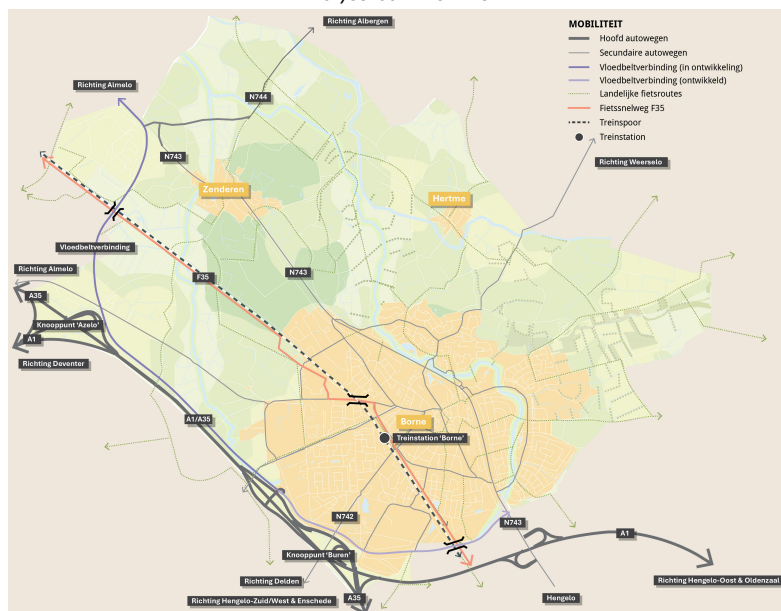 Richting Albergen
MOBILITEIT
Hoofd autowegen
Secundaire autowegen
Vloedbeltverbinding (in ontwikkeling)
Vloedbeltverbinding (ontwikkeld)
Landelijke fietsroutes
Fietssnelweg F35
Treinspoor
Treinstation
Richting Almelo
N744
N743
Richting Weerselo
Zenderen
Hertme
Vloedbeltverbinding
Richting Almelo
F35
N743
A35
Knooppunt 'Azelo'
A1
Richting Deventer
A1/A35
Borne
Treinstation 'Borne'
N742
N743
A1
Knooppunt 'Buren'
Richting Delden
Richting Hengelo-Oost & Oldenzaal
Richting Hengelo-Zuid/West & Enschede
A35
Hengelo